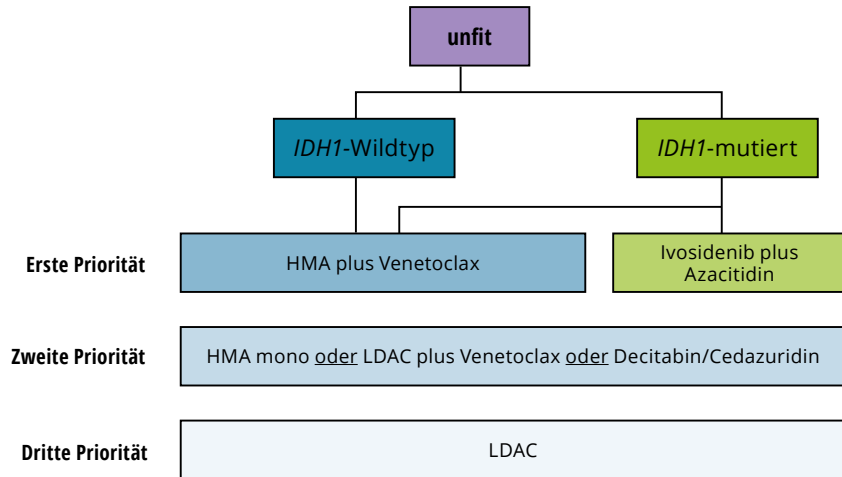 unfit
IDH1-Wildtyp
IDH1-mutiert
Erste Priorität
HMA plus Venetoclax
Ivosidenib plus
Azacitidin
Zweite Priorität
HMA mono oder LDAC plus Venetoclax oder Decitabin/Cedazuridin
Dritte Priorität
LDAC